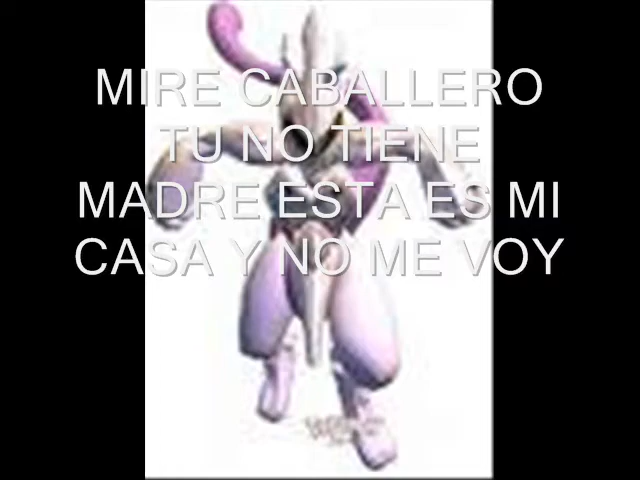 MIRE CABALLERO
TU NO TIENE
MADRE ESTA ES MI
CASA Y NO ME VOY